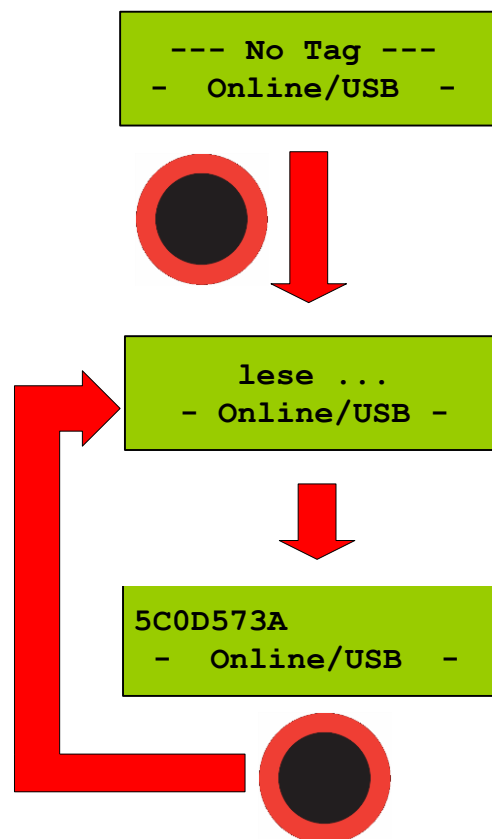 --- No Tag ---
- Online/USB -
lese ...
- Online/USB -
5C0D573A
- Online/USB -